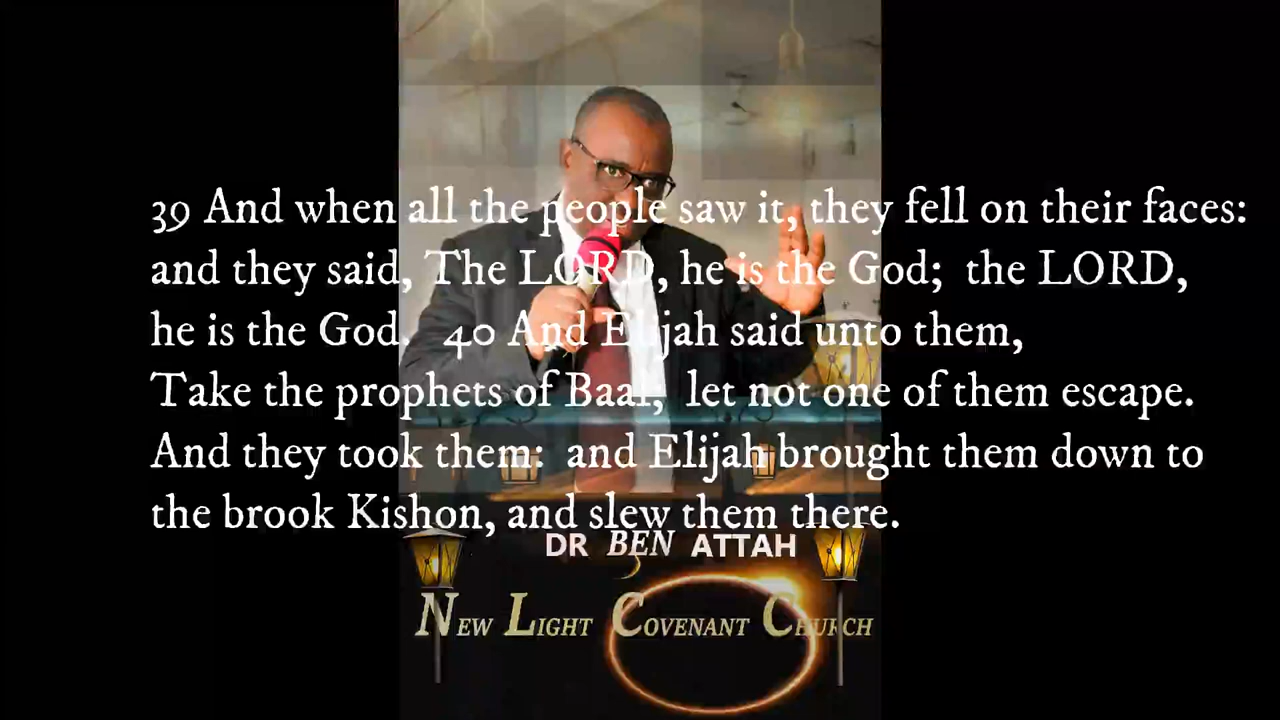 39 And when all the people saw it, they fell on their faces:
and they said, The LORD, he is the God;  the LORD,
he is the God.  40 And Elijah said unto them,
Take the prophets of Baal;  let not one of them escape.
And they took them:  and Elijah brought them down to
the brook Kishon, and slew them there.
DR BEN ATTAH
NEW LIGHT COVENANT CHURCH